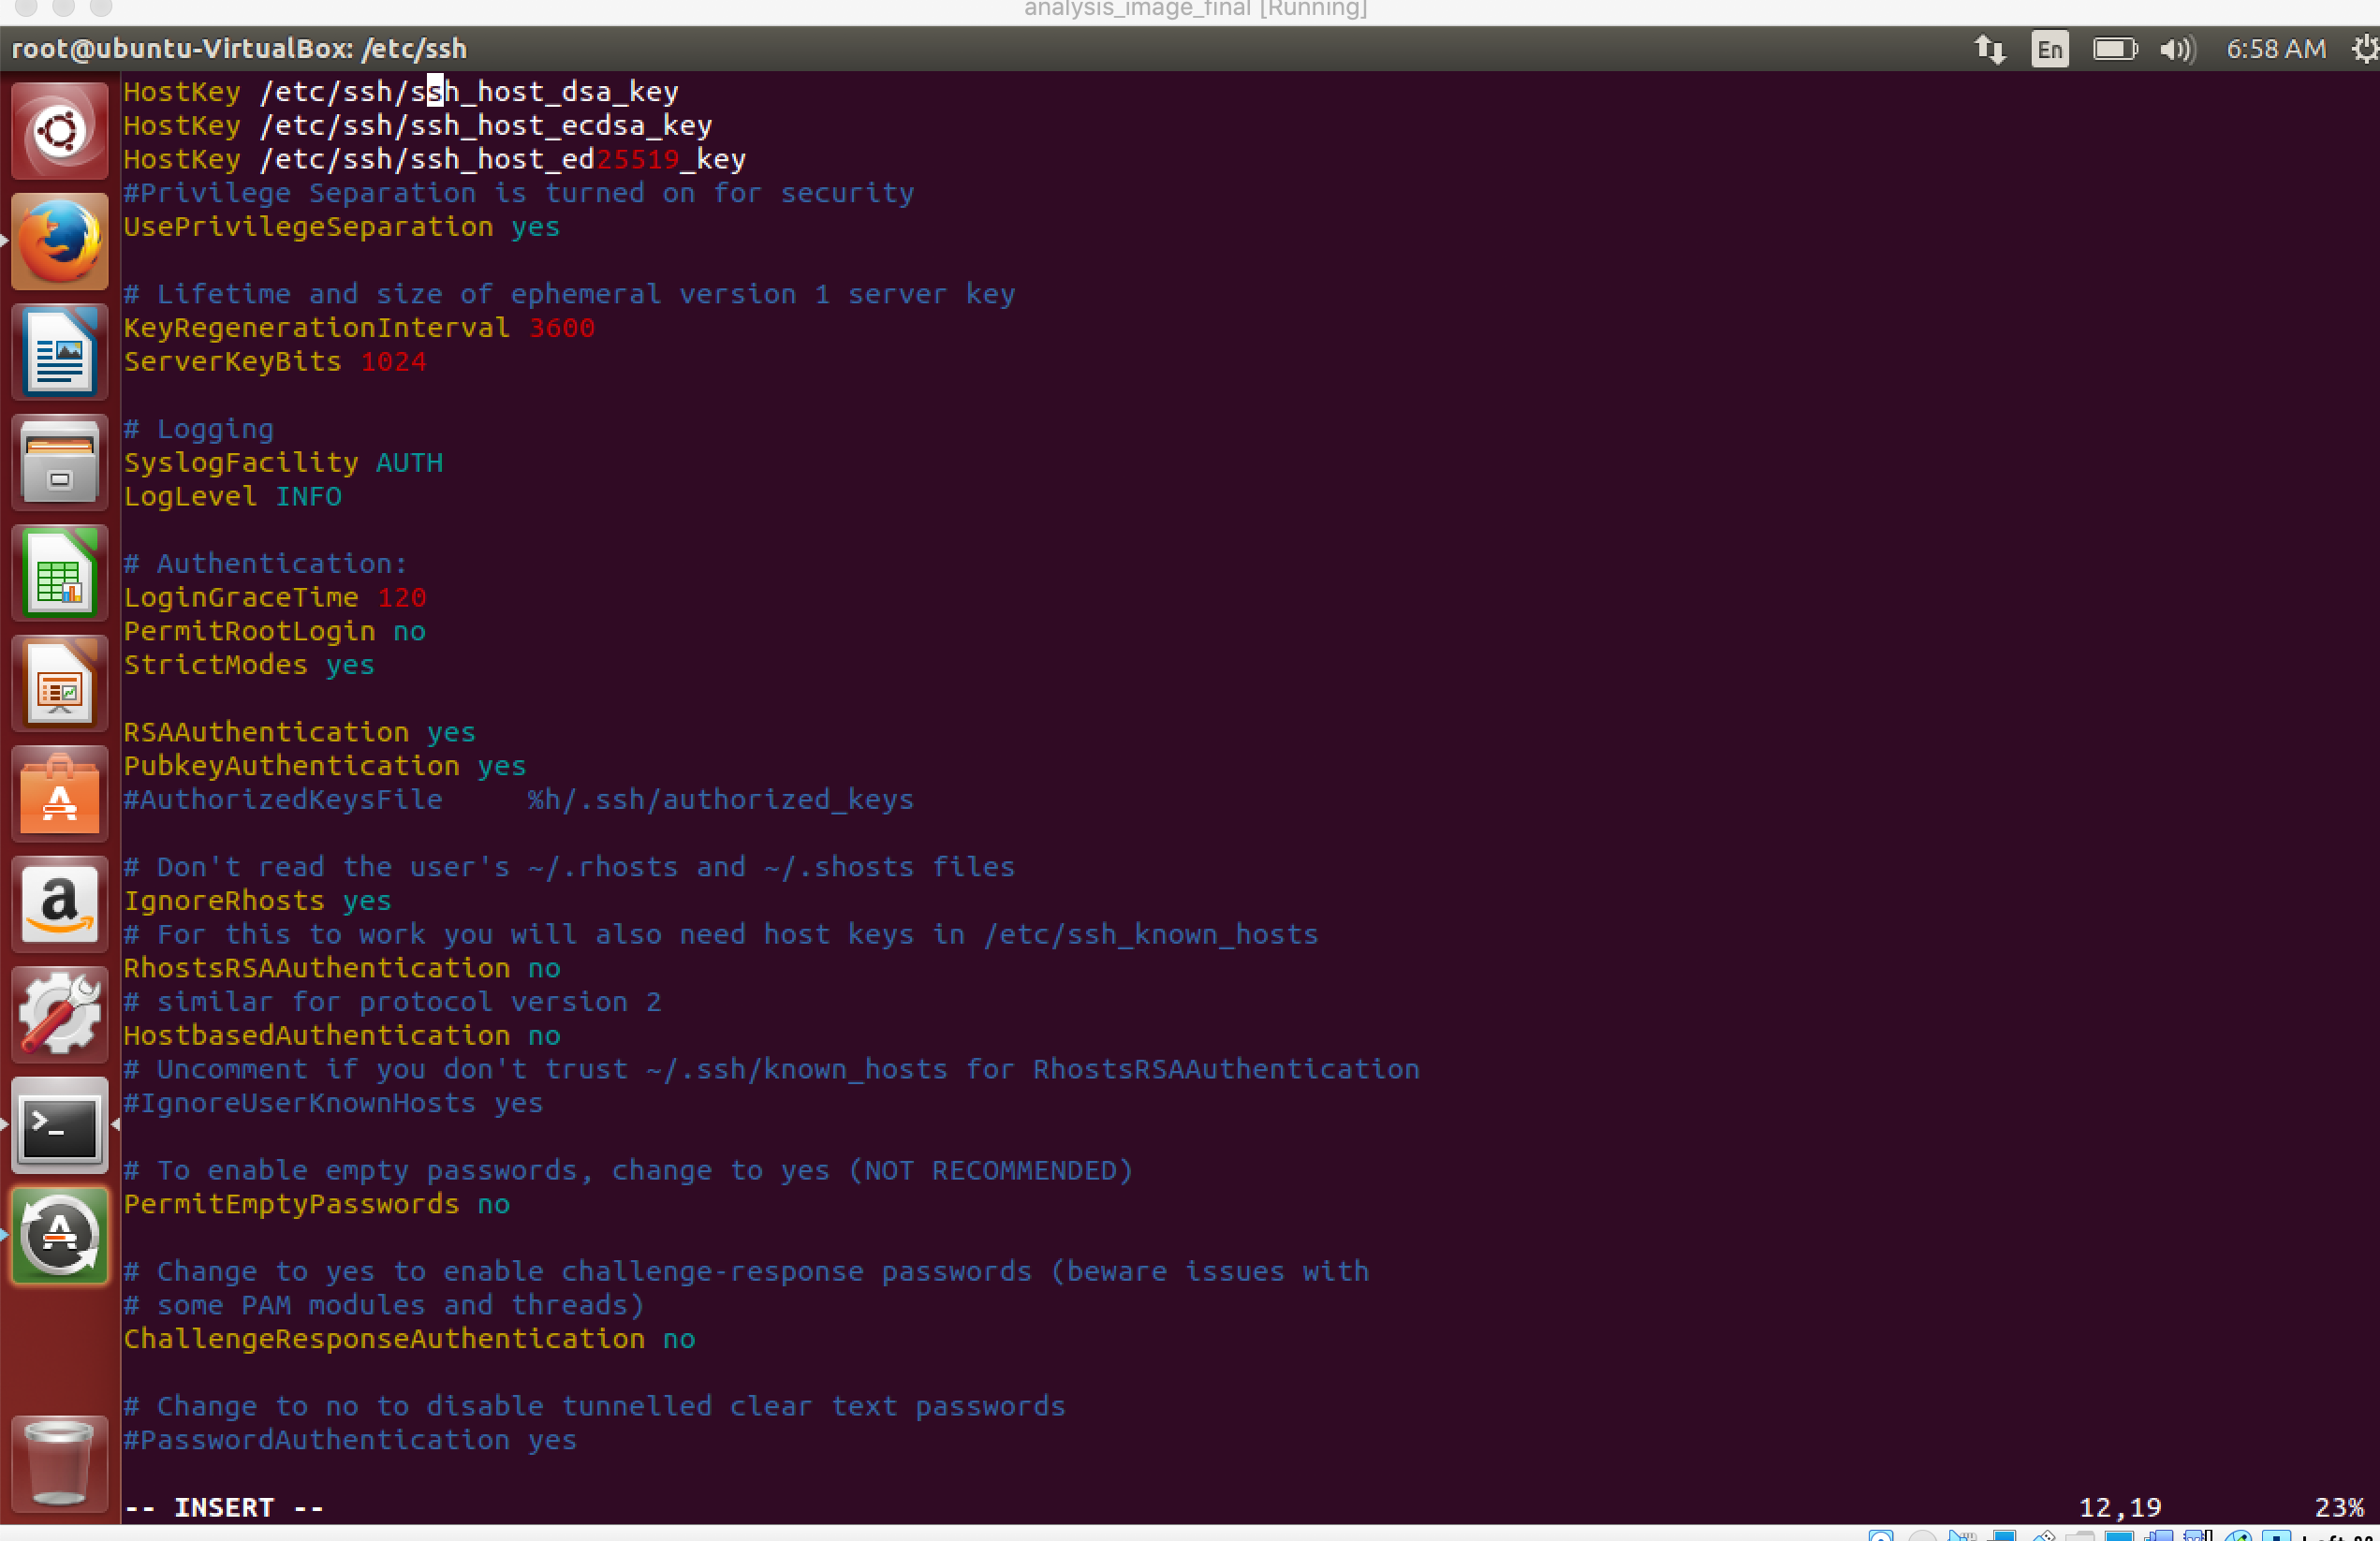 analysis_image_final [Running]
root@ubuntu-VirtualBox: /etc/ssh
En
6:58 AM
HostKey /etc/ssh/ssh_host_dsa_key
HostKey /etc/ssh/ssh_host_ecdsa_key
HostKey /etc/ssh/ssh_host_ed25519_key
#Privilege Separation is turned on for security
UsePrivilegeSeparation yes
# Lifetime and size of ephemeral version 1 server key
KeyRegenerationInterval 3600
ServerKeyBits 1024
# Logging
SyslogFacility AUTH
LogLevel INFO
# Authentication:
LoginGraceTime 120
PermitRootLogin no
StrictModes yes
RSAAuthentication yes
PubkeyAuthentication yes
#AuthorizedKeysFile     %h/.ssh/authorized_keys
# Don't read the user's ~/.rhosts and ~/.shosts files
IgnoreRhosts yes
# For this to work you will also need host keys in /etc/ssh_known_hosts
RhostsRSAAuthentication no
# similar for protocol version 2
HostbasedAuthentication no
# Uncomment if you don't trust ~/.ssh/known_hosts for RhostsRSAAuthentication
#IgnoreUserKnownHosts yes
# To enable empty passwords, change to yes (NOT RECOMMENDED)
PermitEmptyPasswords no
# Change to yes to enable challenge-response passwords (beware issues with
# some PAM modules and threads)
ChallengeResponseAuthentication no
# Change to no to disable tunnelled clear text passwords
#PasswordAuthentication yes
-- INSERT --
12,19
23%